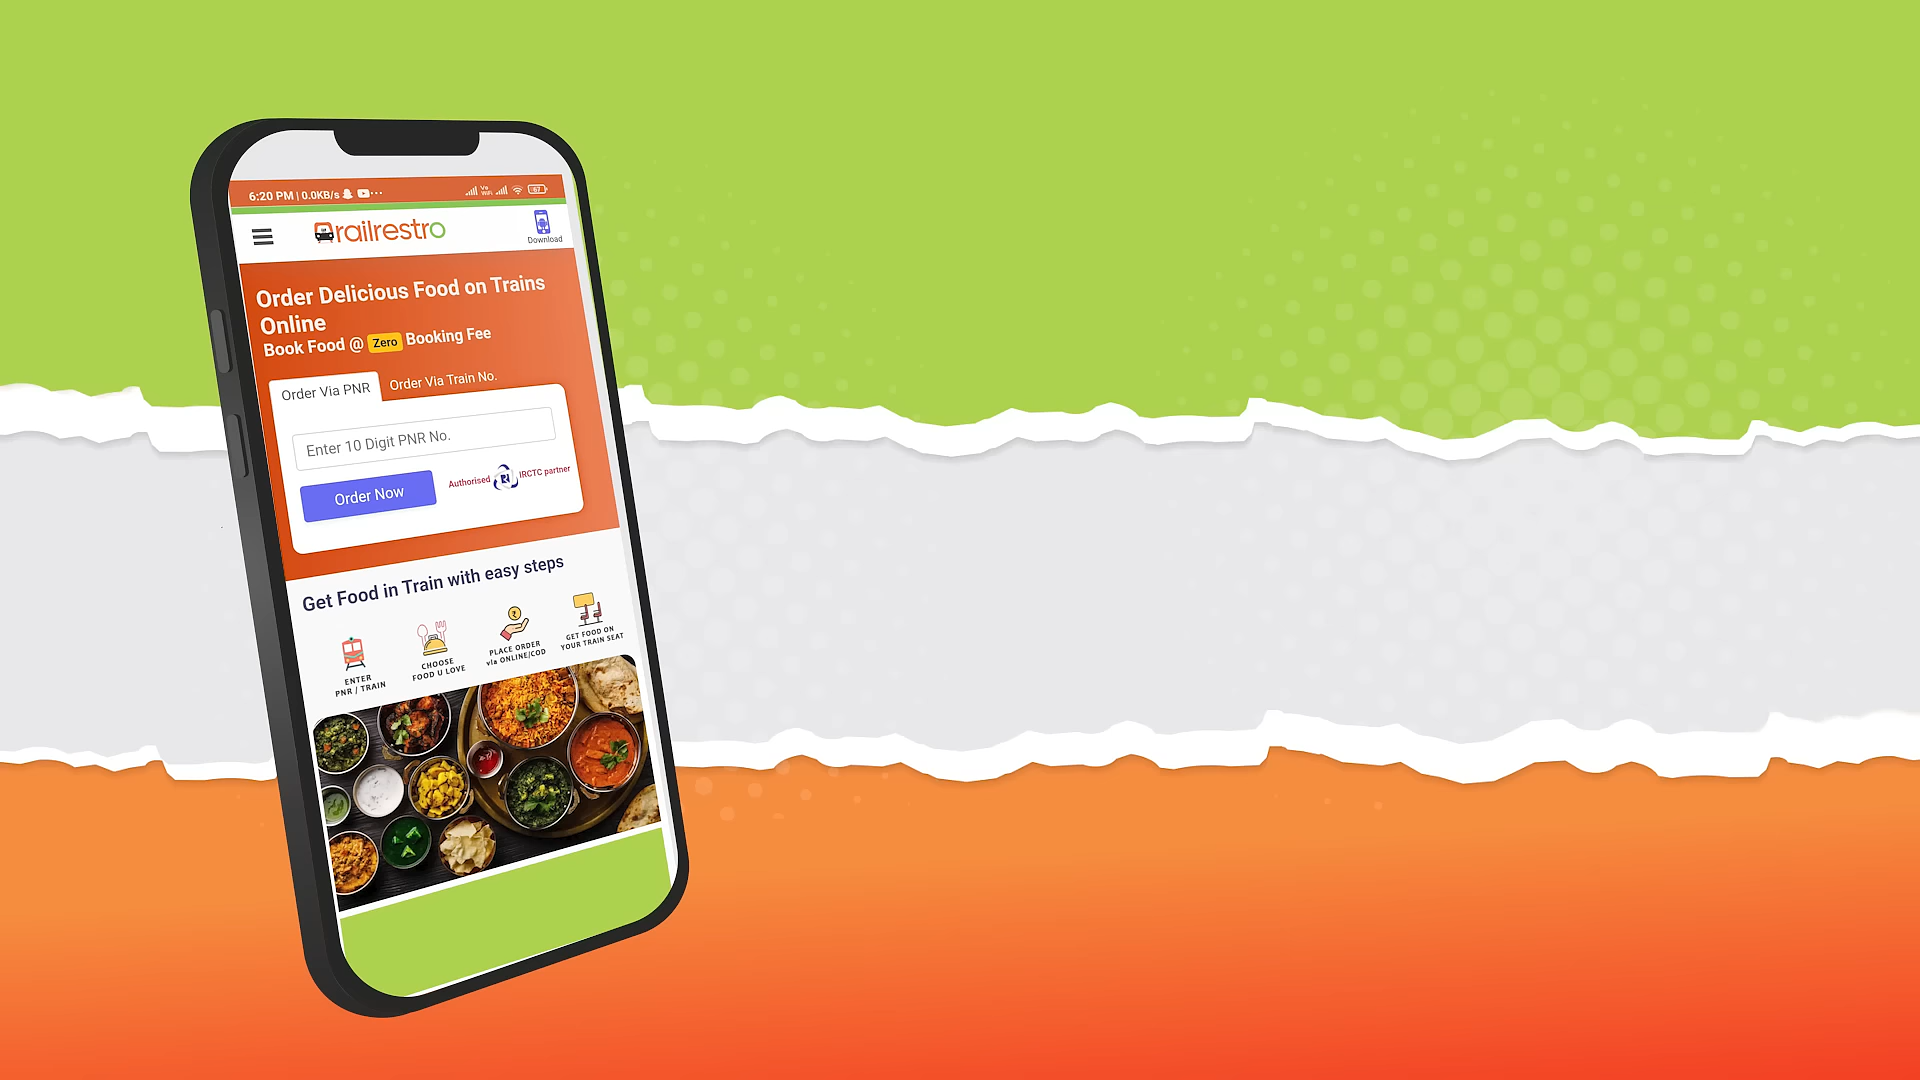 6:20 PM | 0.0KB/s
Vo WiFi
67
railrestro
Download
Order Delicious Food on Trains
Online
Book Food @ Zero Booking Fee
Order Via PNR
Order Via Train No.
Enter 10 Digit PNR No.
Order Now
Authorised IRCTC partner
Get Food in Train with easy steps
ENTER
PNR / TRAIN
CHOOSE
FOOD U LOVE
PLACE ORDER
via ONLINE/COD
GET FOOD ON
YOUR TRAIN SEAT